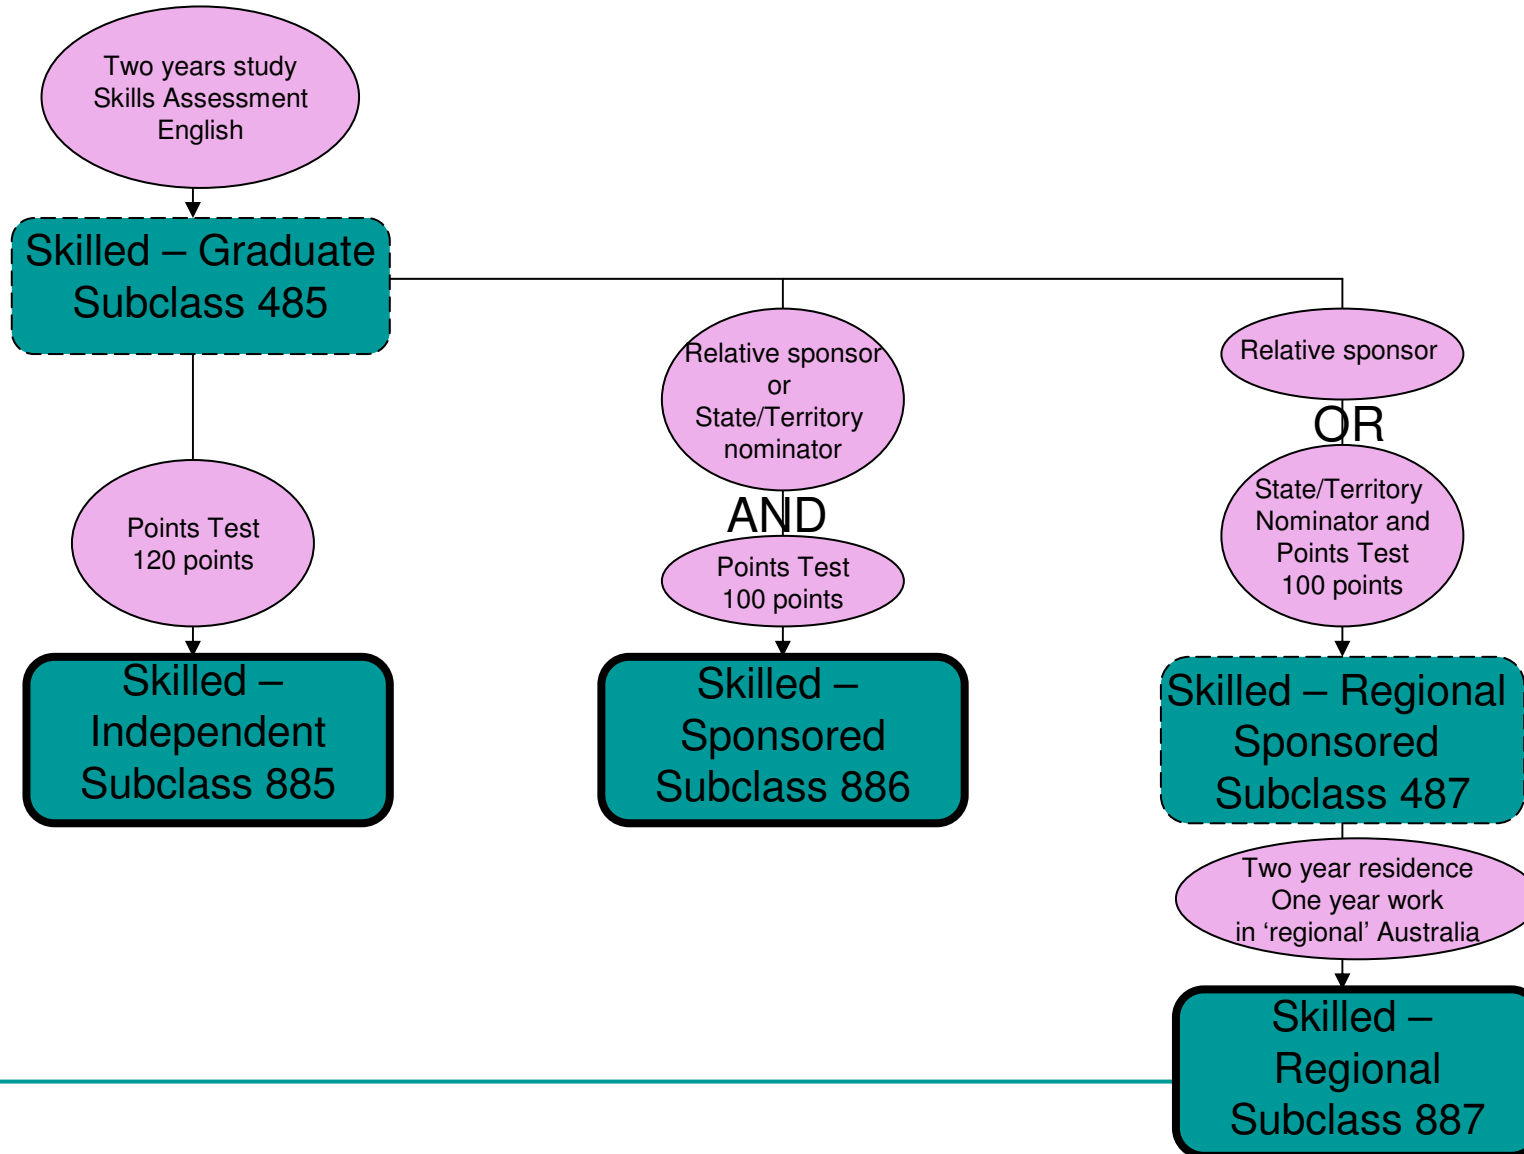 Two years study
Skills Assessment
English
Skilled – Graduate
Subclass 485
Relative sponsor
or
State/Territory
nominator
AND
Points Test
100 points
Relative sponsor
OR
State/Territory
Nominator and
Points Test
100 points
Points Test
120 points
Skilled –
Independent
Subclass 885
Skilled –
Sponsored
Subclass 886
Skilled – Regional
Sponsored
Subclass 487
Two year residence
One year work
in ‘regional’ Australia
Skilled –
Regional
Subclass 887